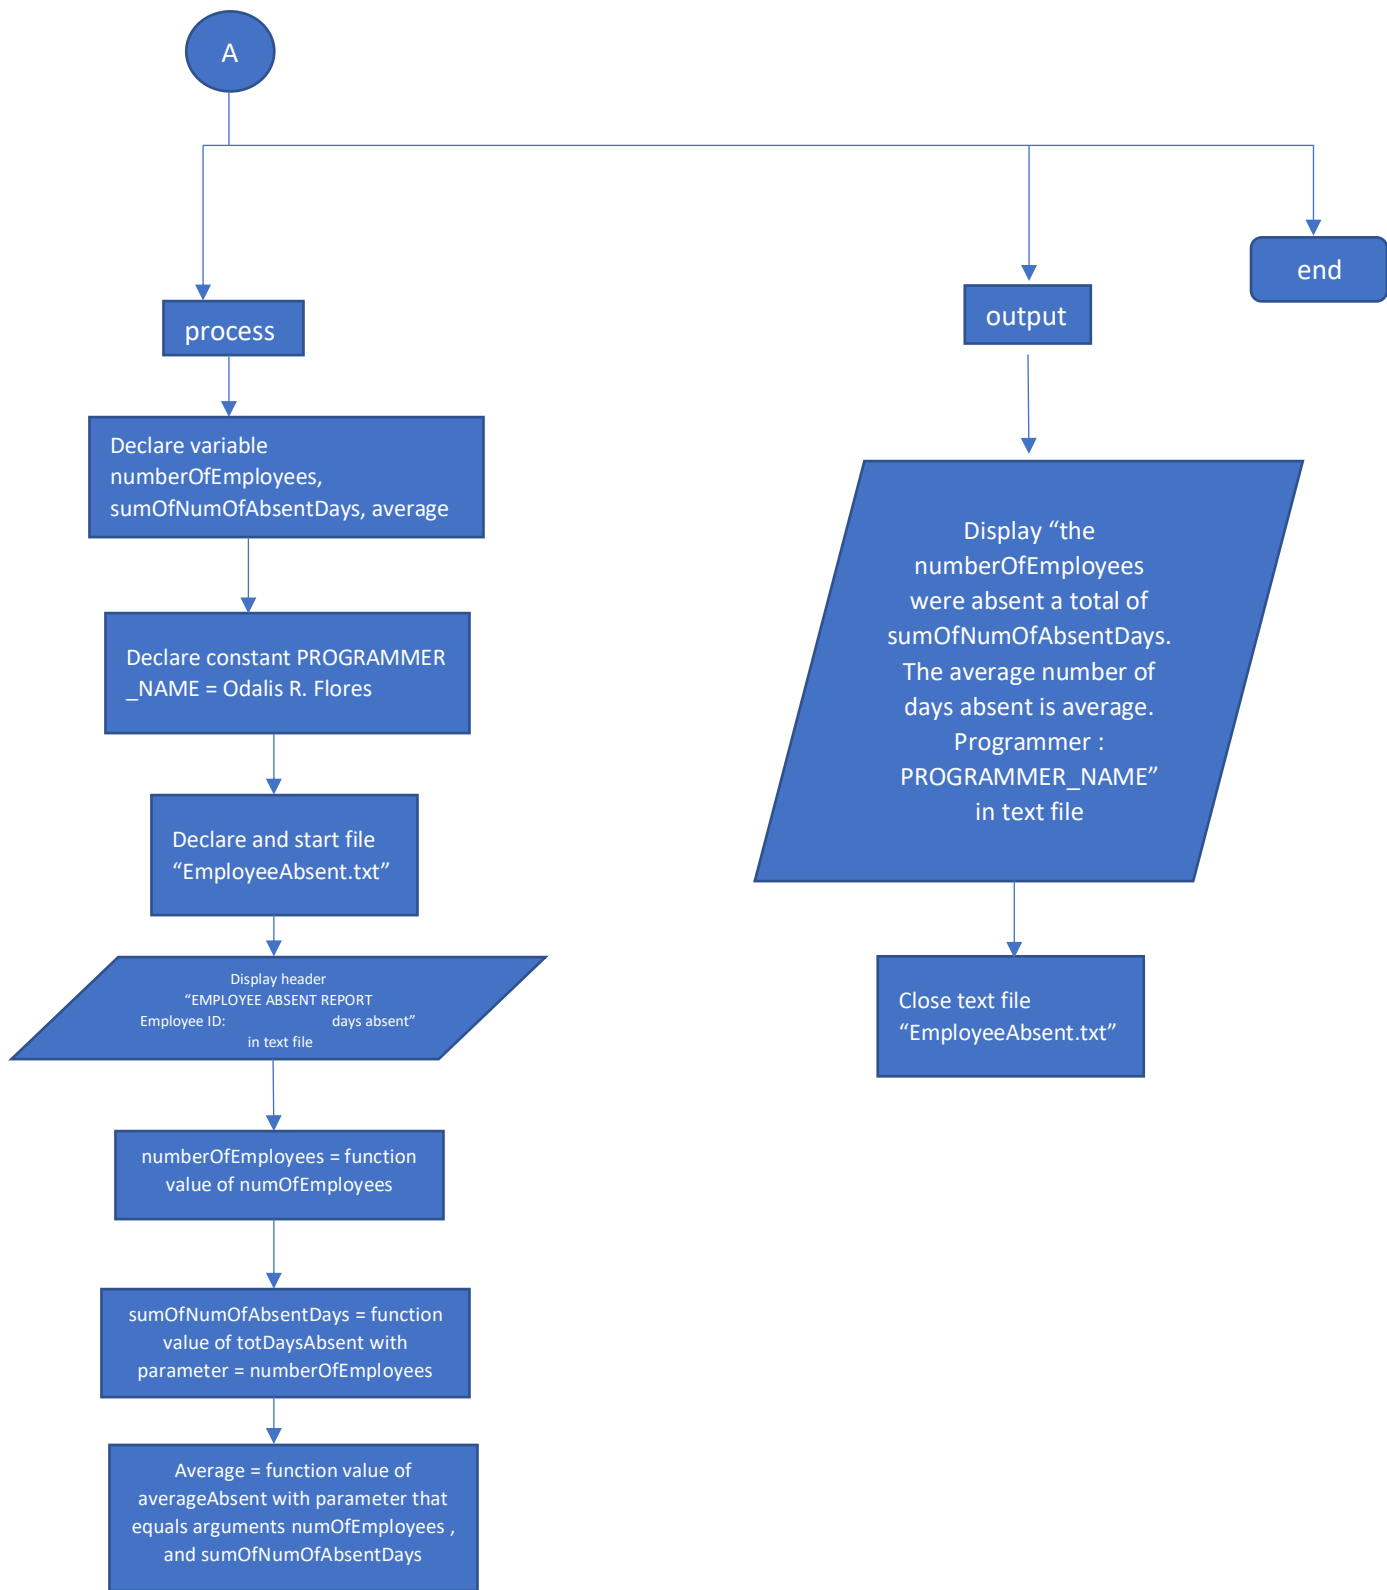 A
process
Declare variable
numberOfEmployees,
sumOfNumOfAbsentDays, average
Declare constant PROGRAMMER
_NAME = Odalis R. Flores
Declare and start file
“EmployeeAbsent.txt”
Display header
“EMPLOYEE ABSENT REPORT
Employee ID: days absent”
in text file
numberOfEmployees = function
value of numOfEmployees
sumOfNumOfAbsentDays = function
value of totDaysAbsent with
parameter = numberOfEmployees
Average = function value of
averageAbsent with parameter that
equals arguments numOfEmployees ,
and sumOfNumOfAbsentDays
output
Display “the
numberOfEmployees
were absent a total of
sumOfNumOfAbsentDays.
The average number of
days absent is average.
Programmer :
PROGRAMMER_NAME”
in text file
Close text file
“EmployeeAbsent.txt”
end